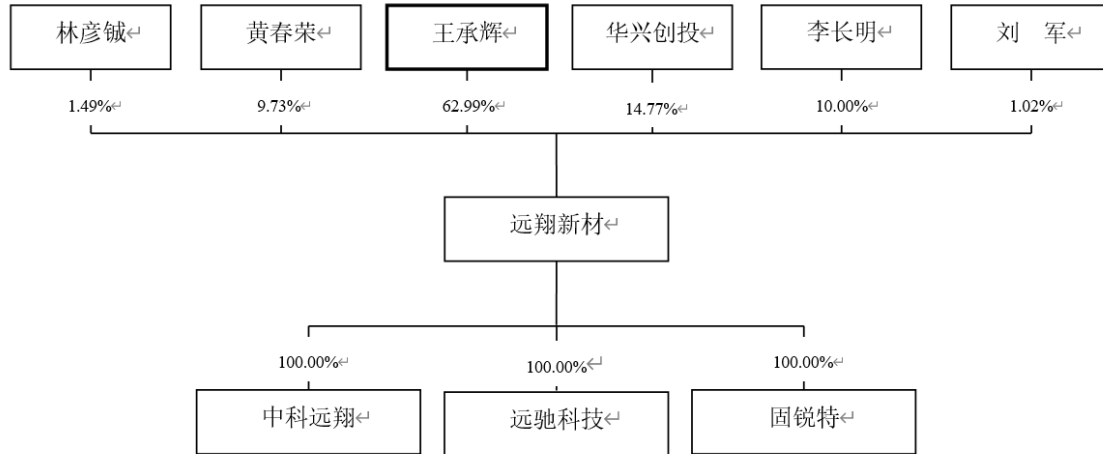 林彦铖↵ 黄春荣↵ 王承辉↵ 华兴创投↵ 李长明↵ 刘　军↵
1.49%↵ 9.73%↵ 62.99%↵ 14.77%↵ 10.00%↵ 1.02%↵
远翔新材↵
100.00%↵ 100.00%↵ 100.00%↵
中科远翔↵ 远驰科技↵ 固锐特↵